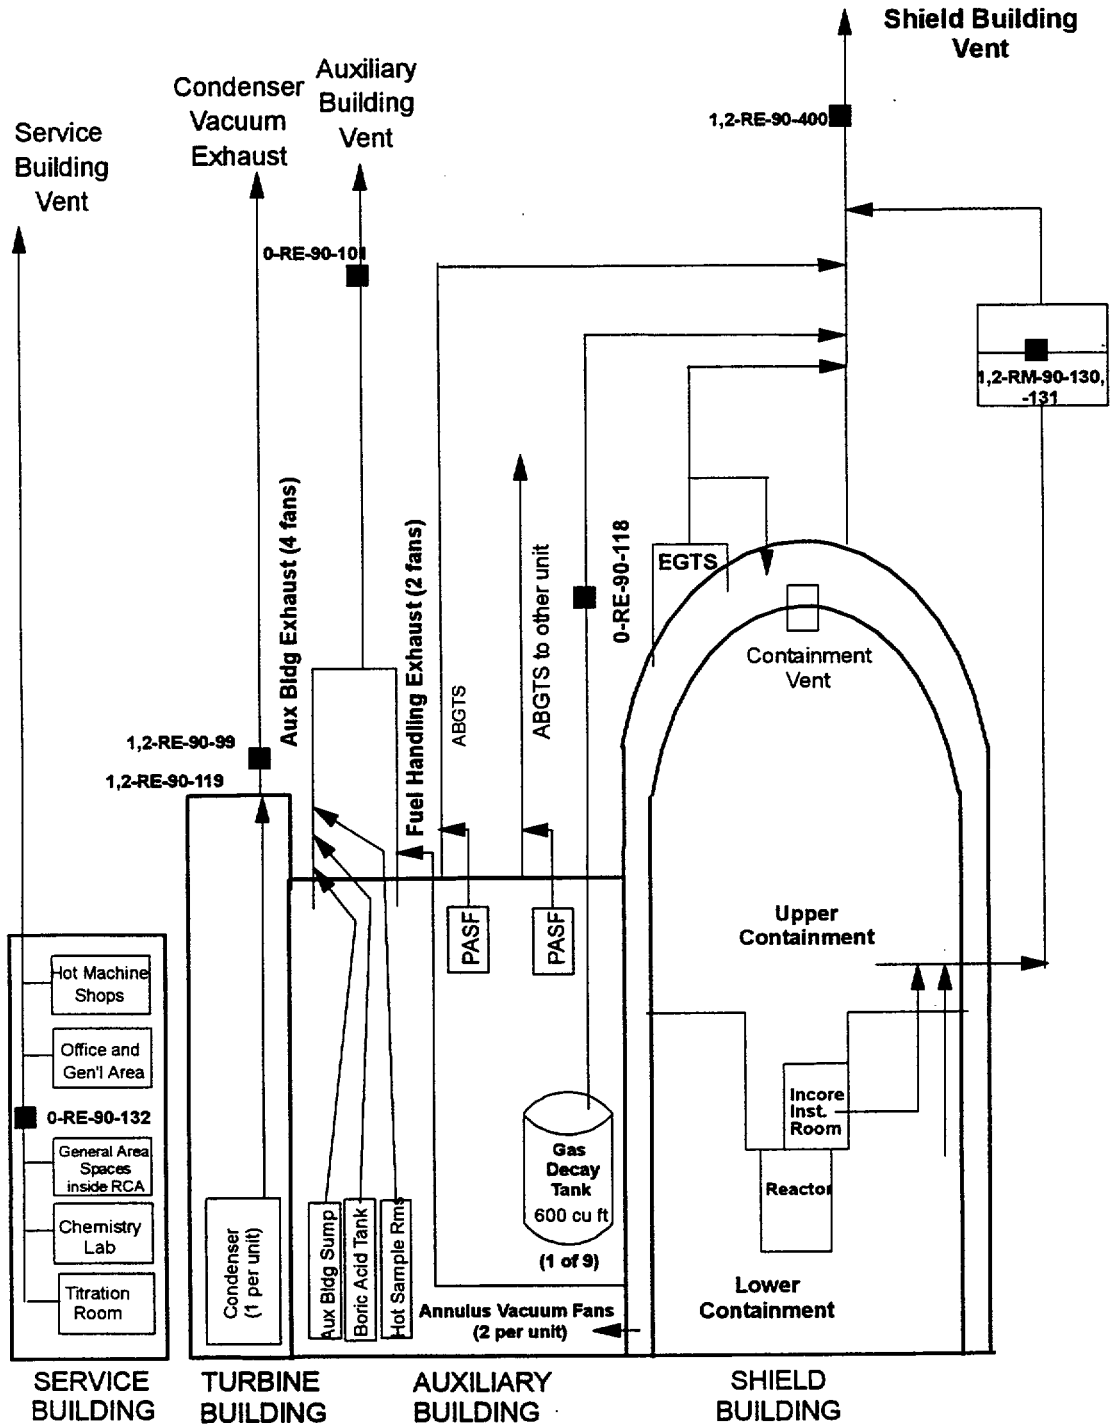 Shield Building
Vent
1,2-RE-90-400
Auxiliary
Building
Vent
Condenser
Vacuum
Exhaust
Service
Building
Vent
0-RE-90-101
1,2-RM-90-130,
-131
Aux Bldg Exhaust (4 fans)
Fuel Handling Exhaust (2 fans)
ABGTS
ABGTS to other unit
0-RE-90-118
EGTS
Containment
Vent
1,2-RE-90-99
1,2-RE-90-119
PASF
PASF
Upper
Containment
Hot Machine
Shops
Office and
Gen'l Area
0-RE-90-132
General Area
Spaces
inside RCA
Chemistry
Lab
Titration
Room
Condenser
(1 per unit)
Aux Bldg Sump
Boric Acid Tank
Hot Sample Rms
Gas
Decay
Tank
600 cu ft
(1 of 9)
Incore
Inst.
Room
Reactor
Lower
Containment
Annulus Vacuum Fans
(2 per unit)
SERVICE
BUILDING
TURBINE
BUILDING
AUXILIARY
BUILDING
SHIELD
BUILDING